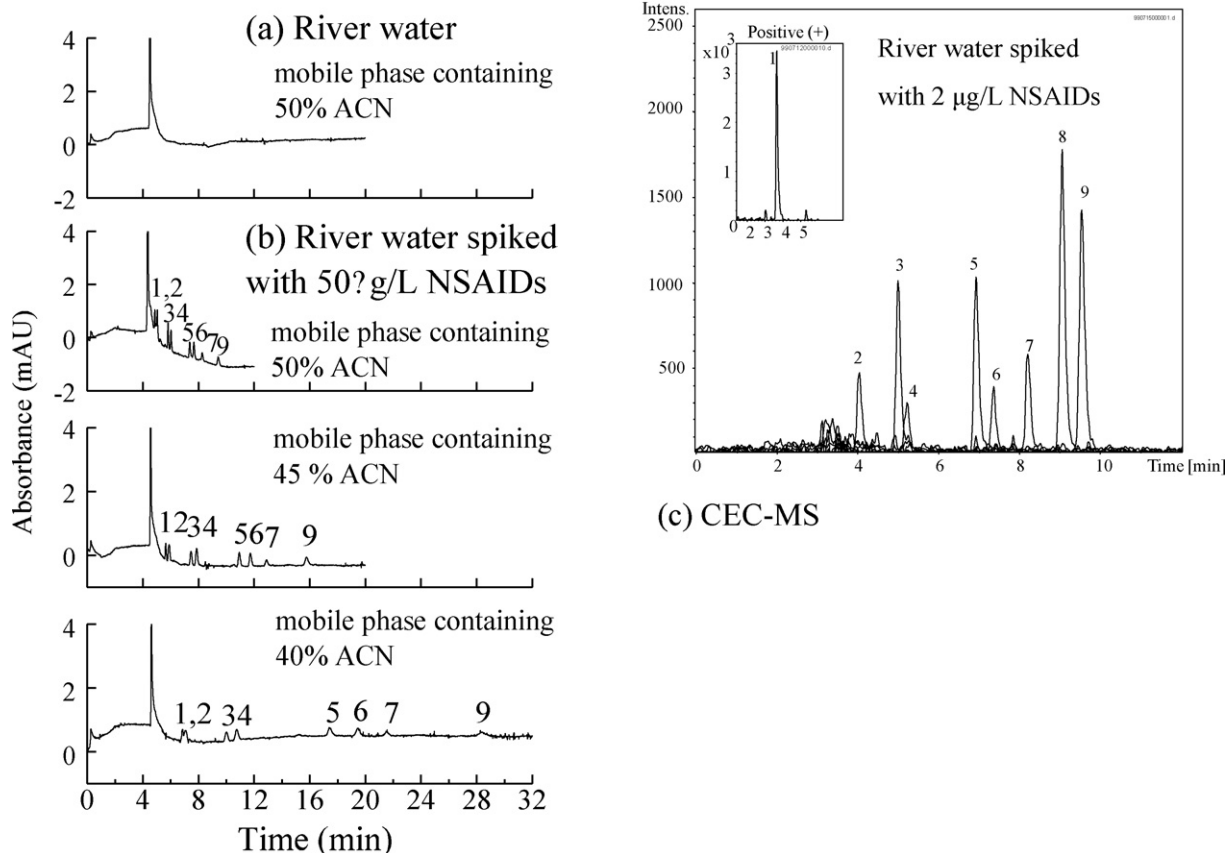 (a) River water
mobile phase containing
50% ACN
4
2
0
-2
(b) River water spiked
with 50? g/L NSAIDs
1,2
34
56
79
mobile phase containing
50% ACN
4
2
0
-2
mobile phase containing
45 % ACN
12 34 56 7 9
4
2
0
mobile phase containing
40% ACN
1,2 34 5 6 7 9
4
2
0
0 4 8 12 16 20 24 28 32
Time (min)
Absorbance (mAU)
Intens.
2500
2000
1500
1000
500
990715000001.d
Positive (+)
990712000010.d
x10³
3
3
2
1
0
1
2 3 4 5
River water spiked
with 2 μg/L NSAIDs
2 3 4 5 6 7 8 9
0 2 4 6 8 10
Time [min]
(c) CEC-MS